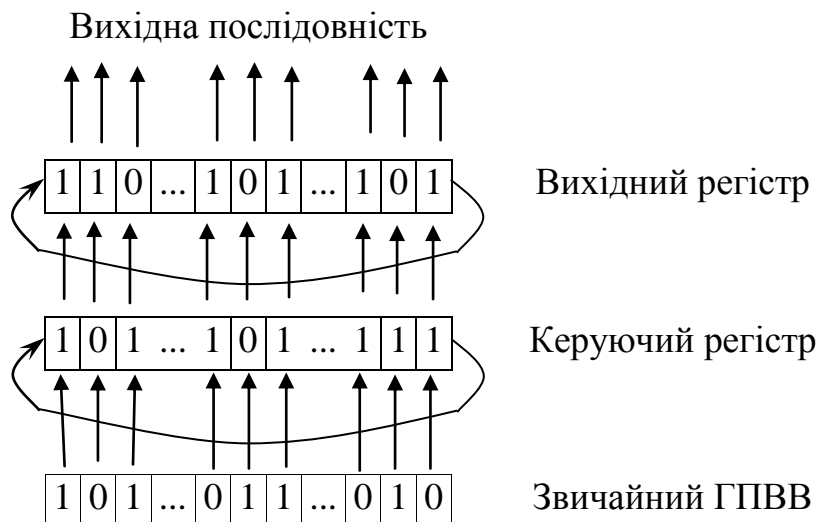 Вихідна послідовність
1 1 0 ... 1 0 1 ... 1 0 1 Вихідний регістр
1 0 1 ... 1 0 1 ... 1 1 1 Керуючий регістр
1 0 1 ... 0 1 1 ... 0 1 0 Звичайний ГПВВ